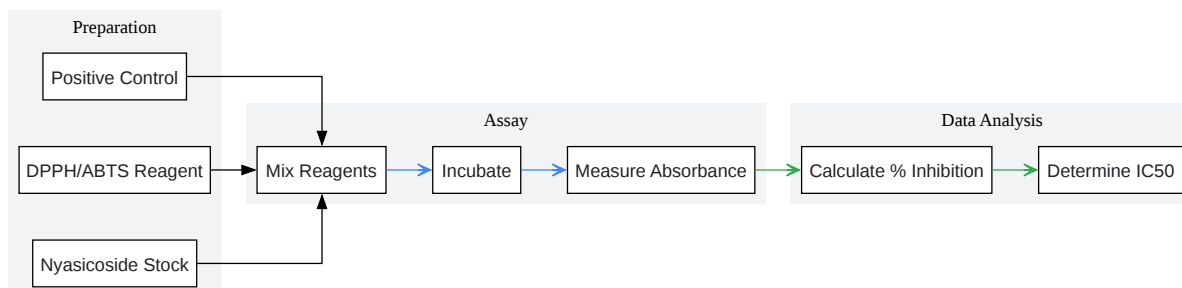 Preparation
Positive Control
DPPH/ABTS Reagent
Nyasicoside Stock
Assay
Mix Reagents
Incubate
Measure Absorbance
Data Analysis
Calculate % Inhibition
Determine IC50